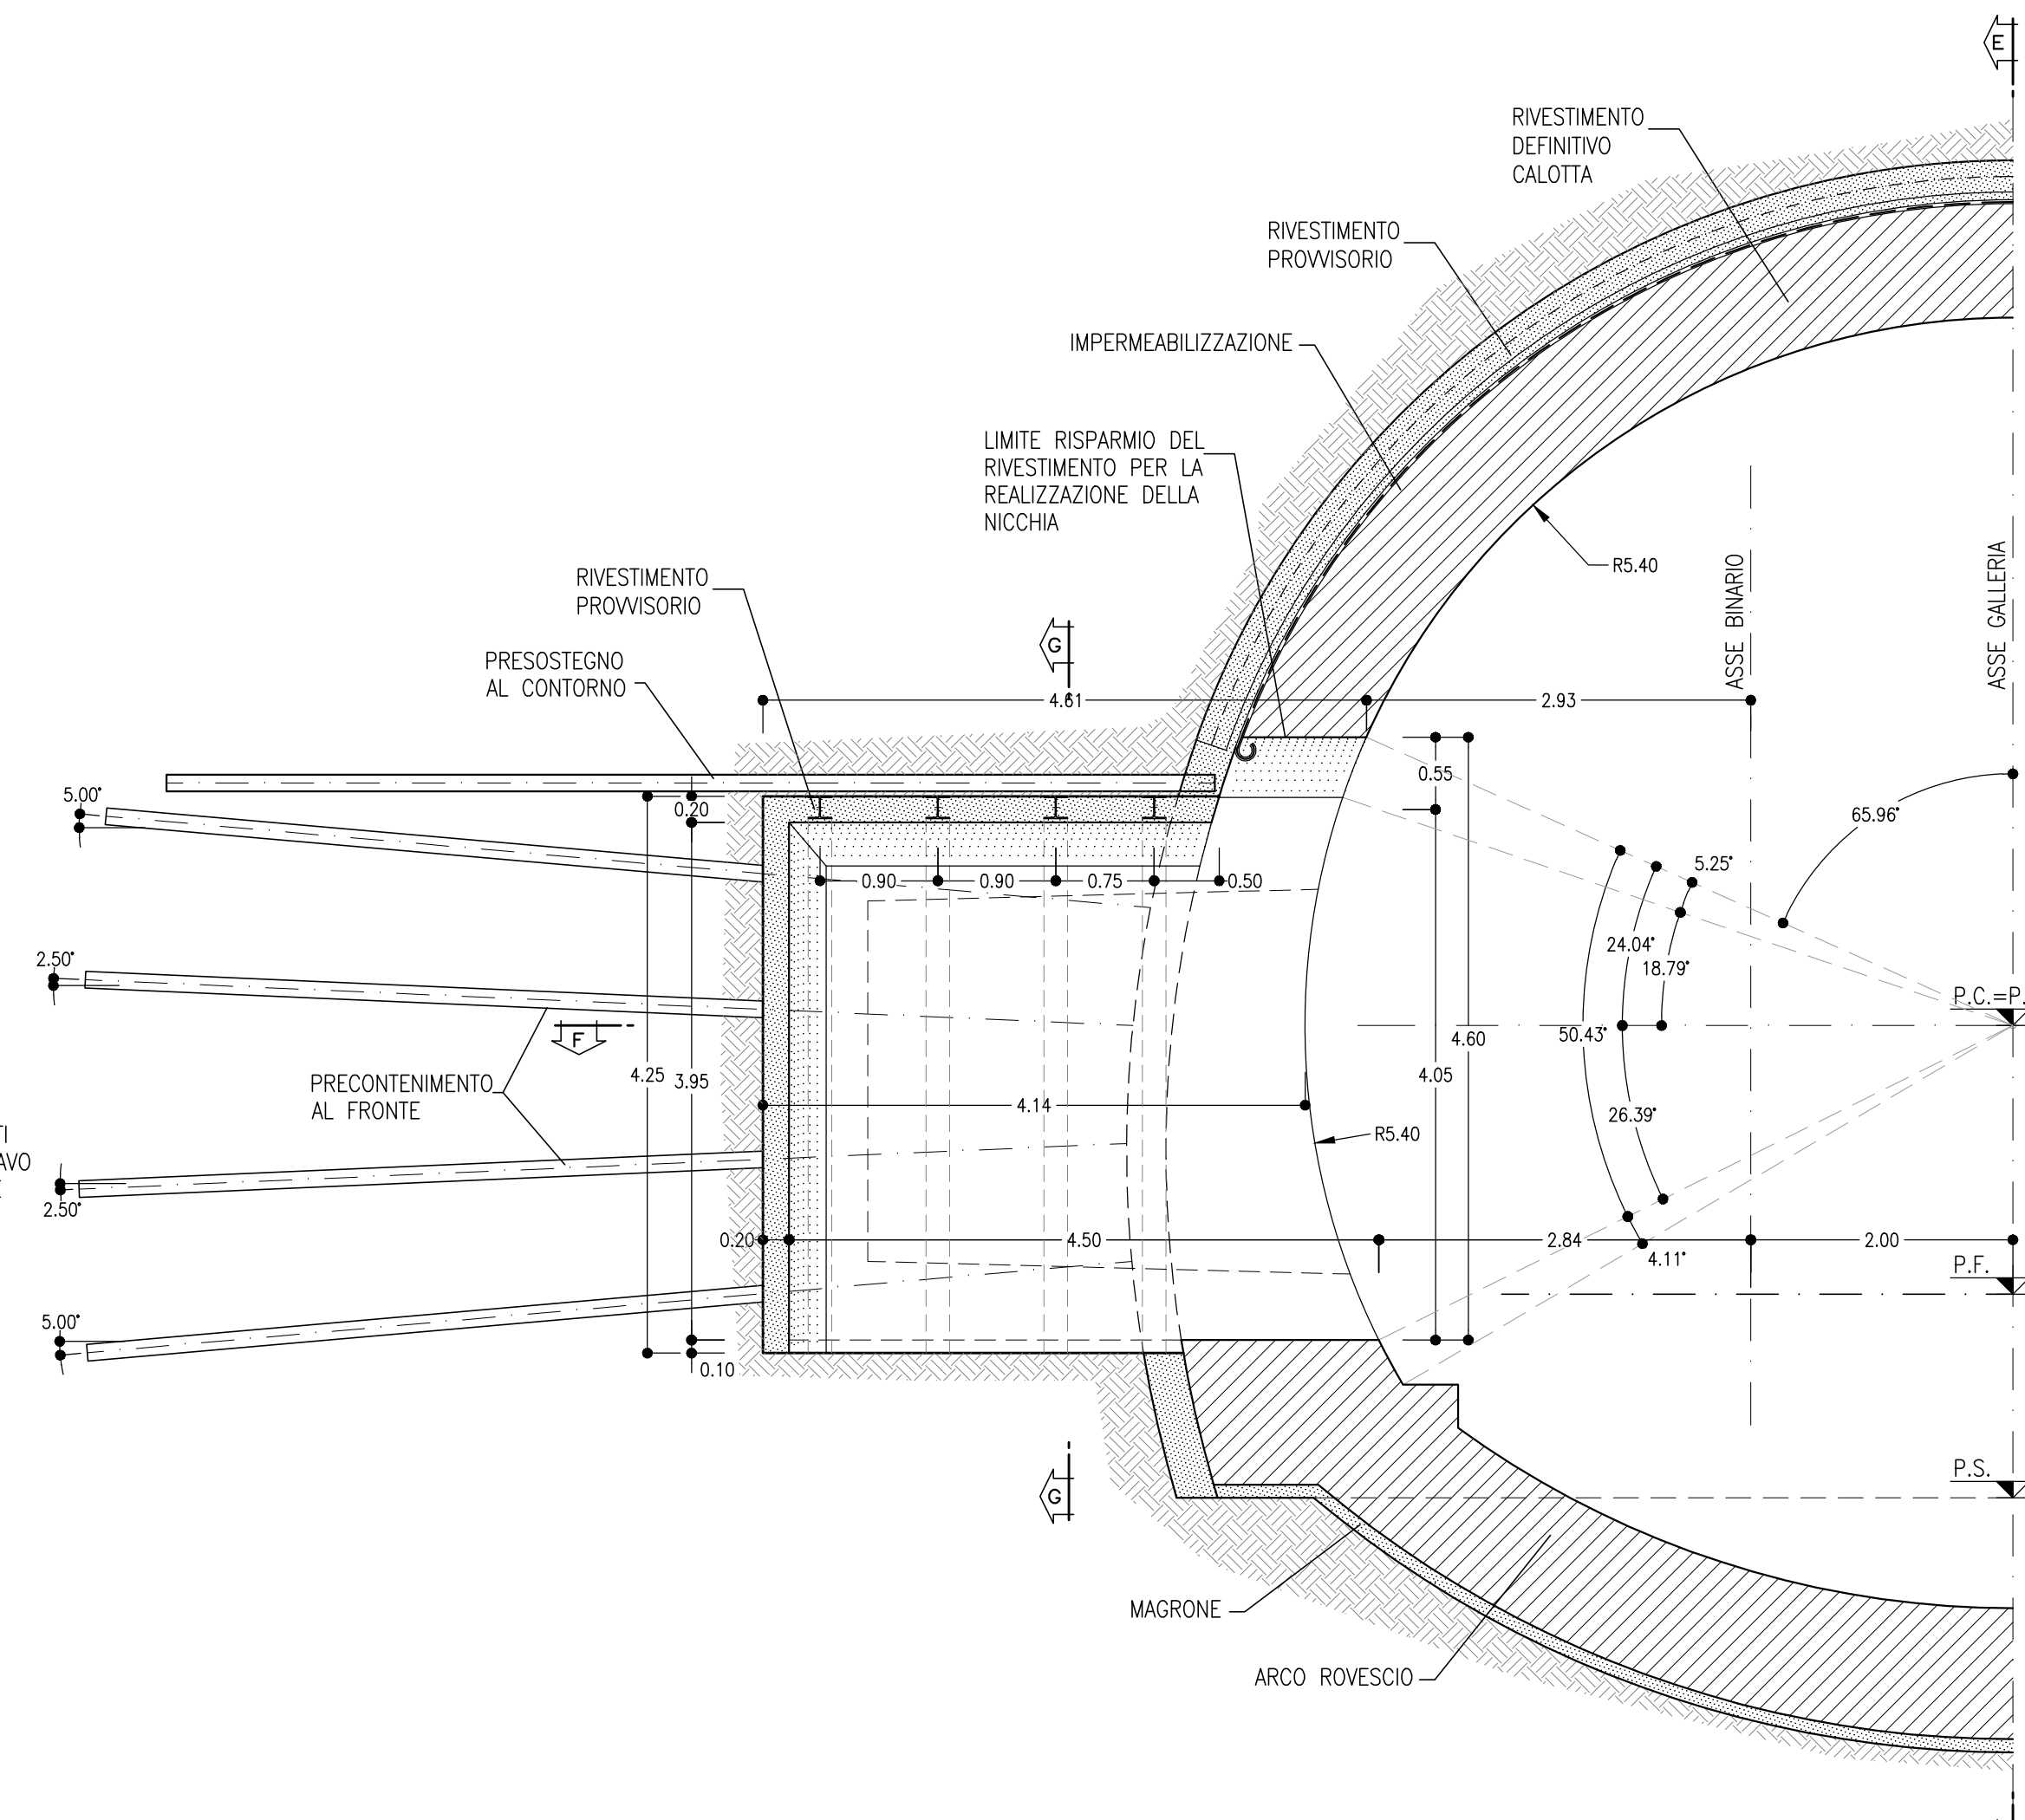 E
RIVESTIMENTO
DEFINITIVO
CALOTTA
RIVESTIMENTO
PROVVISORIO
IMPERMEABILIZZAZIONE
LIMITE RISPARMIO DEL
RIVESTIMENTO PER LA
REALIZZAZIONE DELLA
NICCHIA
R5.40
ASSE BINARIO
ASSE GALLERIA
RIVESTIMENTO
PROVVISORIO
G
PRESOSTEGNO
AL CONTORNO
4.61
2.93
0.55
5.00°
0.20
65.96°
5.25°
0.90
0.90
0.75
0.50
24.04°
18.79°
2.50°
P.C.=P.
F
50.43°
4.60
4.25
3.95
4.05
PRECONTENIMENTO
AL FRONTE
4.14
26.39°
R5.40
TI
AVO
2.50°
0.20
4.50
2.84
2.00
4.11°
P.F.
5.00°
0.10
P.S.
G
MAGRONE
ARCO ROVESCIO